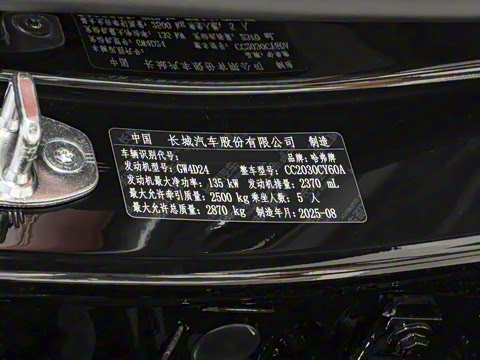 中国 长城汽车股份有限公司 制造
车辆识别代号: 品牌: 哈弗牌
发动机型号: GW4D24 整车型号: CC2030CY60A
发动机最大净功率: 135 kW 发动机排量: 2370 mL
最大允许牵引质量: 2500 kg 乘坐人数: 5 人
最大允许总质量: 2870 kg 制造年月: 2025-08